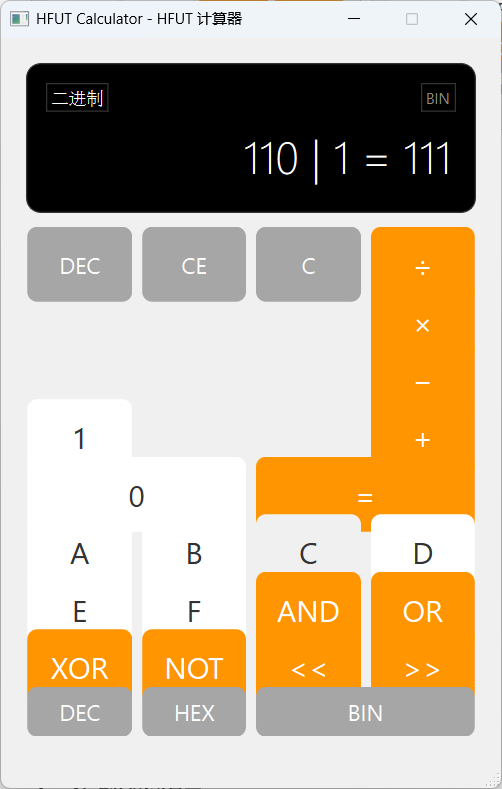 HFUT Calculator - HFUT 计算器
二进制 BIN
110 | 1 = 111
DEC CE C ÷
×
−
1 +
0 =
A B C D
E F AND OR
XOR NOT << >>
DEC HEX BIN